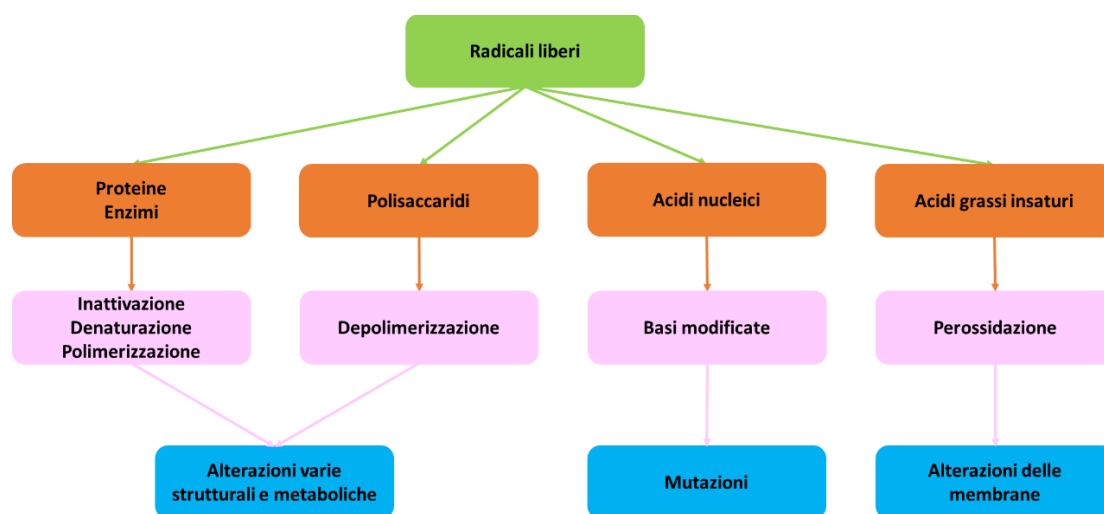 Radicali liberi
Proteine
Enzimi
Polisaccaridi
Acidi nucleici
Acidi grassi insaturi
Inattivazione
Denaturazione
Polimerizzazione
Depolimerizzazione
Basi modificate
Perossidazione
Alterazioni varie
strutturali e metaboliche
Mutazioni
Alterazioni delle
membrane